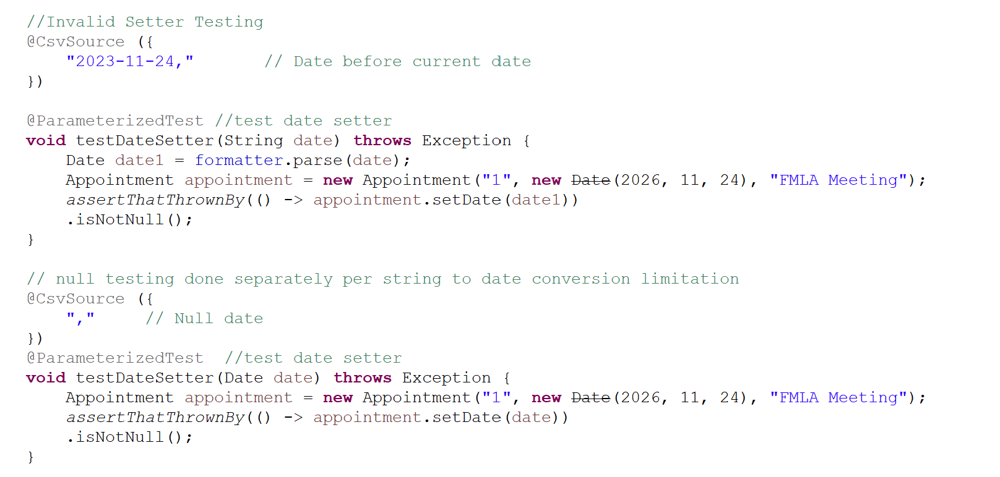 //Invalid Setter Testing
@CsvSource ({
    "2023-11-24,"       // Date before current date
})

@ParameterizedTest //test date setter
void testDateSetter(String date) throws Exception {
    Date date1 = formatter.parse(date);
    Appointment appointment = new Appointment("1", new Date(2026, 11, 24), "FMLA Meeting");
    assertThatThrownBy(() -> appointment.setDate(date1))
    .isNotNull();
}

// null testing done separately per string to date conversion limitation
@CsvSource ({
    ","     // Null date
})
@ParameterizedTest  //test date setter
void testDateSetter(Date date) throws Exception {
    Appointment appointment = new Appointment("1", new Date(2026, 11, 24), "FMLA Meeting");
    assertThatThrownBy(() -> appointment.setDate(date))
    .isNotNull();
}